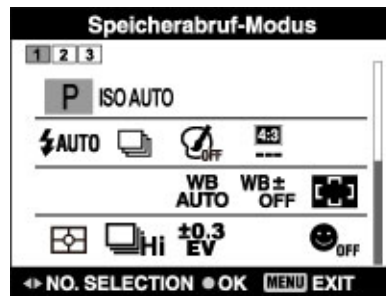 Speicherabruf-Modus
1 2 3
P ISO AUTO
AUTO OFF 4:3
WB AUTO WB± OFF
Hi ±0.3 EV OFF
NO. SELECTION OK MENU EXIT